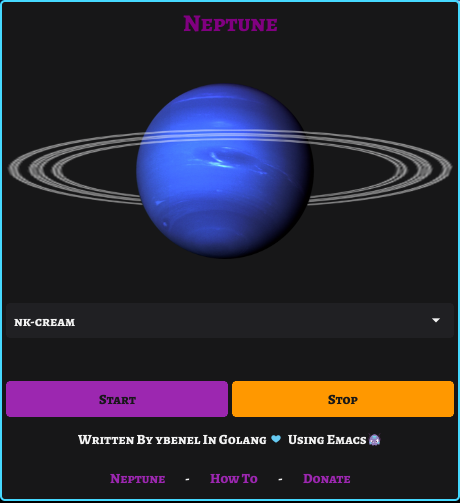 Neptune
nk-cream
Start Stop
Written By ybenel In Golang Using Emacs
Neptune - How To - Donate